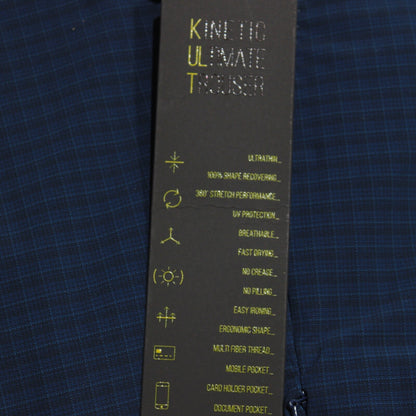 KINETIC
ULTIMATE
TROUSER
ULTRATHIN_
100% SHAPE RECOVERING_
360° STRETCH PERFORMANCE_
UV PROTECTION_
BREATHABLE_
FAST DRYING_
NO CREAGE_
NO PILLING_
EASY IRONING_
ERGONOMIC SHAPE_
MULTI FIBER THREAD_
MOBILE POCKET_
CARD HOLDER POCKET_
DOCUMENT POCKET_